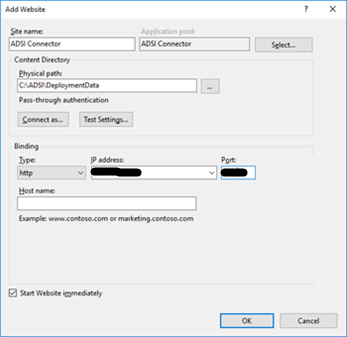 Add Website
? ×
Site name: Application pool:
ADSI Connector ADSI Connector Select...
Content Directory
Physical path:
C:\ADSI\DeploymentData ...
Pass-through authentication
Connect as... Test Settings...
Binding
Type: IP address: Port:
http
Host name:
Example: www.contoso.com or marketing.contoso.com
Start Website immediately
OK Cancel